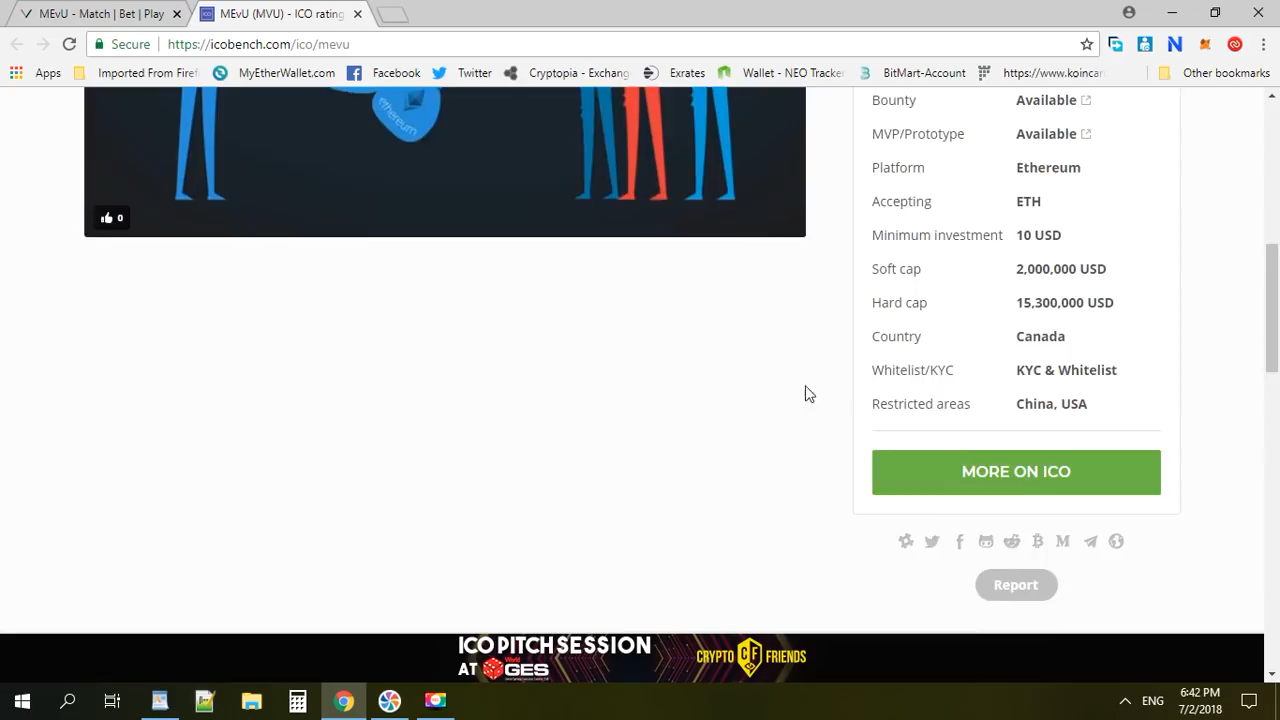 MEvU - Match | Bet | Play
MEvU (MVU) - ICO rating
Secure
https://icobench.com/ico/mevu
Apps
Imported From Firef
MyEtherWallet.com
Facebook
Twitter
Cryptopia - Exchang
Exrates
Wallet - NEO Tracke
BitMart-Account
https://www.koincar
Other bookmarks
ethereum
0
Bounty Available
MVP/Prototype Available
Platform Ethereum
Accepting ETH
Minimum investment 10 USD
Soft cap 2,000,000 USD
Hard cap 15,300,000 USD
Country Canada
Whitelist/KYC KYC & Whitelist
Restricted areas China, USA
MORE ON ICO
Report
ICO PITCH SESSION
AT World GES
CRYPTO CF FRIENDS
ENG
6:42 PM
7/2/2018